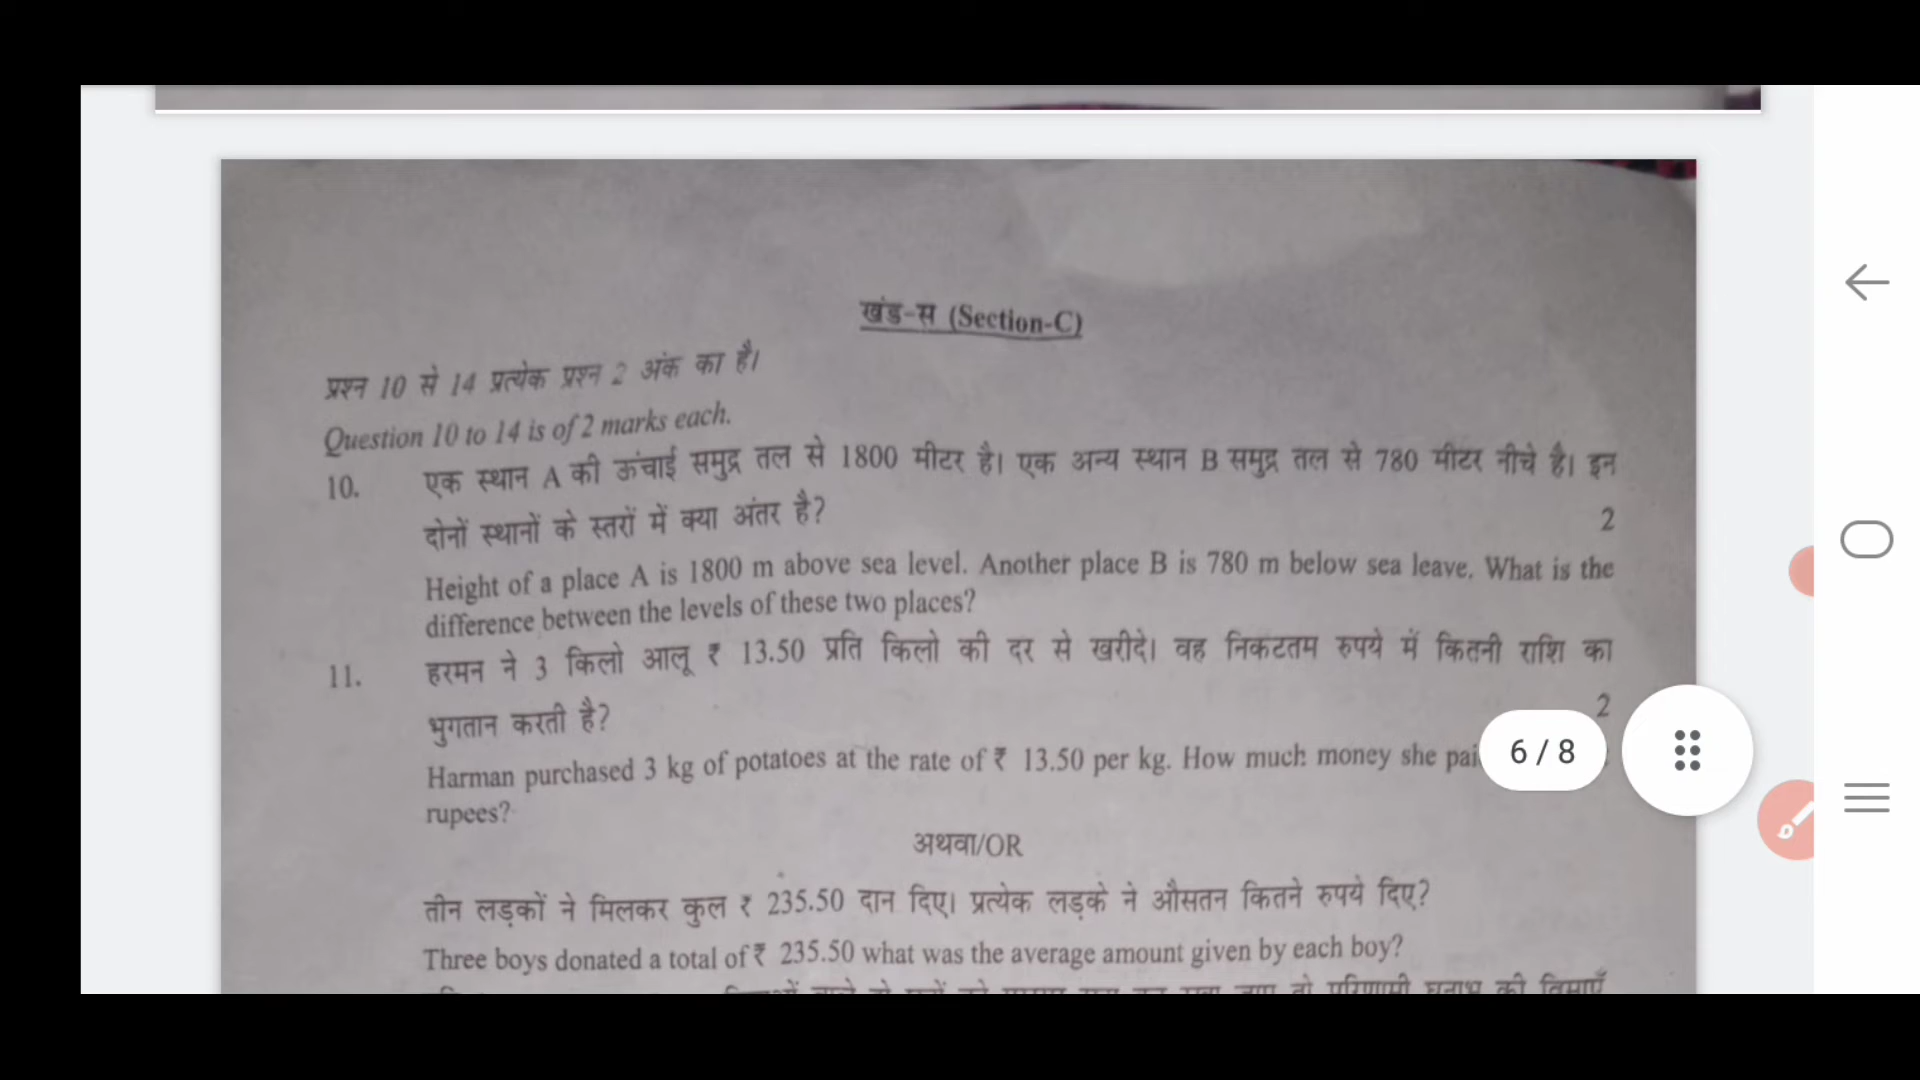 खंड-स (Section-C)
प्रश्न 10 से 14 प्रत्येक प्रश्न 2 अंक का है।
Question 10 to 14 is of 2 marks each.
10. एक स्थान A की ऊंचाई समुद्र तल से 1800 मीटर है। एक अन्य स्थान B समुद्र तल से 780 मीटर नीचे है। इन
दोनों स्थानों के स्तरों में क्या अंतर है? 2
Height of a place A is 1800 m above sea level. Another place B is 780 m below sea leave. What is the
difference between the levels of these two places?
11. हरमन ने 3 किलो आलू ₹ 13.50 प्रति किलो की दर से खरीदे। वह निकटतम रुपये में कितनी राशि का
भुगतान करती है? 2
Harman purchased 3 kg of potatoes at the rate of ₹ 13.50 per kg. How much money she pai
rupees?
6 / 8
अथवा/OR
तीन लड़कों ने मिलकर कुल ₹ 235.50 दान दिए। प्रत्येक लड़के ने औसतन कितने रुपये दिए?
Three boys donated a total of ₹ 235.50 what was the average amount given by each boy?
परिणामी घनाभ की विमाएँ